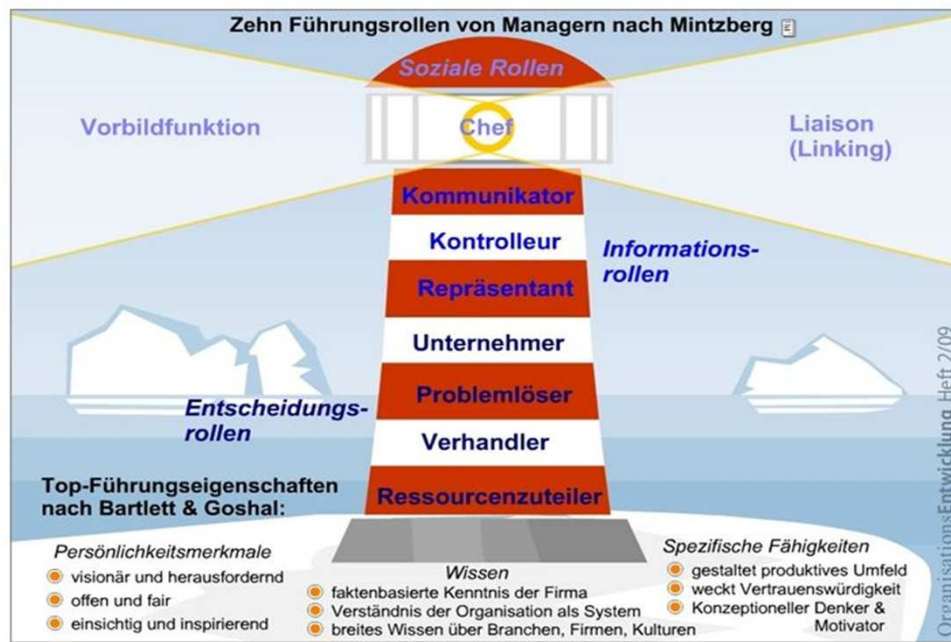 Zehn Führungsrollen von Managern nach Mintzberg
Soziale Rollen
Vorbildfunktion
Chef
Liaison
(Linking)
Kommunikator
Kontrolleur
Informations-
rollen
Repräsentant
Unternehmer
Problemlöser
Entscheidungs-
rollen
Verhandler
Ressourcenzuteiler
Top-Führungseigenschaften
nach Bartlett & Goshal:
Persönlichkeitsmerkmale
visionär und herausfordernd
offen und fair
einsichtig und inspirierend
Wissen
faktenbasierte Kenntnis der Firma
Verständnis der Organisation als System
breites Wissen über Branchen, Firmen, Kulturen
Spezifische Fähigkeiten
gestaltet produktives Umfeld
weckt Vertrauenswürdigkeit
Konzeptioneller Denker &
Motivator
OrganisationsEntwicklung Heft 2/09